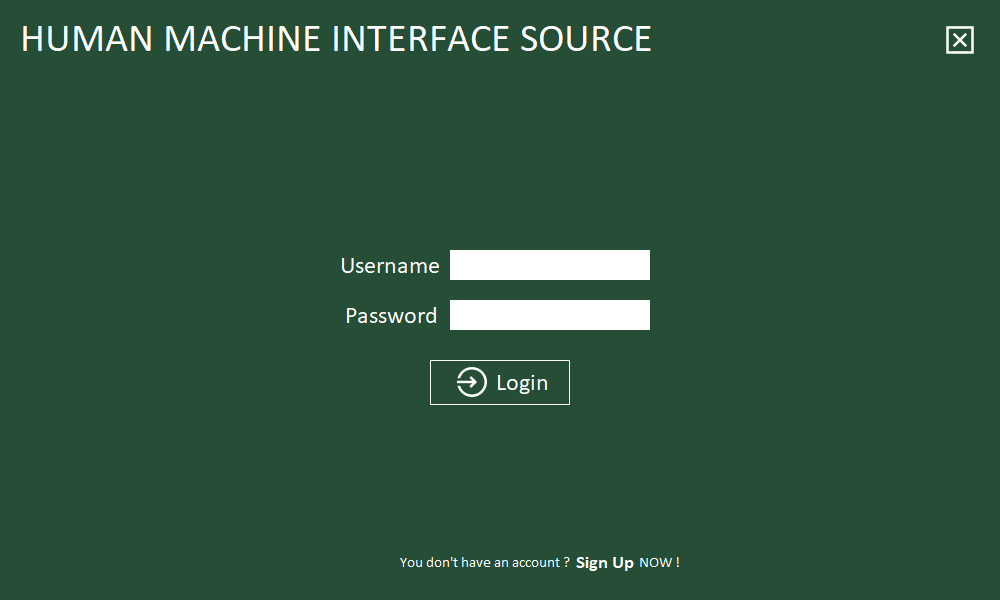 HUMAN MACHINE INTERFACE SOURCE
Username
Password
Login
You don't have an account ? Sign Up NOW !